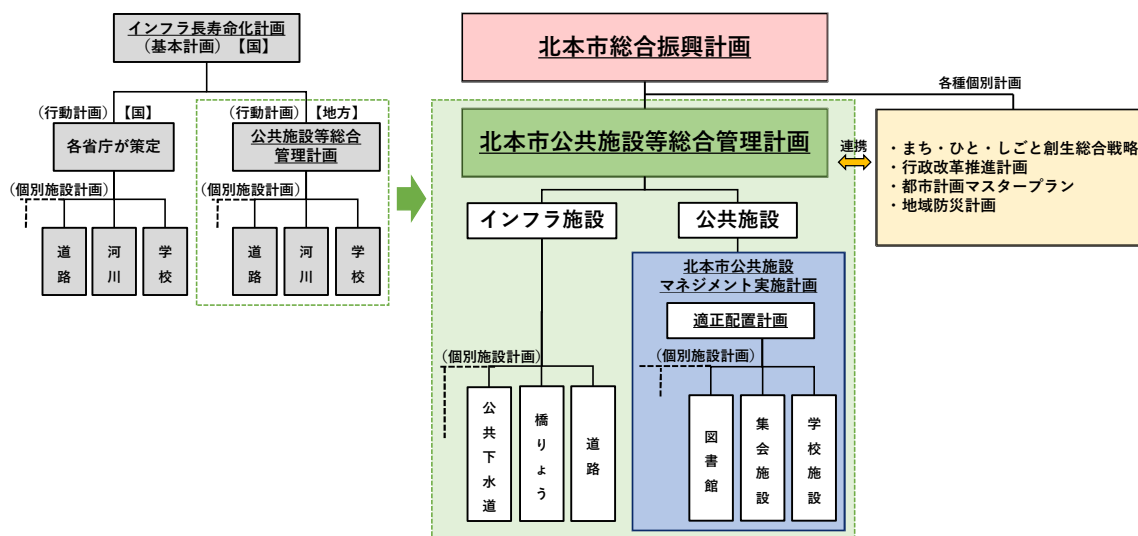 インフラ長寿命化計画
(基本計画)【国】
(行動計画)【国】
各省庁が策定
(個別施設計画)
道路
河川
学校
(行動計画)【地方】
公共施設等総合
管理計画
(個別施設計画)
道路
河川
学校
北本市総合振興計画
各種個別計画
北本市公共施設等総合管理計画
連携
・まち・ひと・しごと創生総合戦略
・行政改革推進計画
・都市計画マスタープラン
・地域防災計画
インフラ施設
(個別施設計画)
公共下水道
橋りょう
道路
公共施設
北本市公共施設
マネジメント実施計画
適正配置計画
(個別施設計画)
図書館
集会施設
学校施設